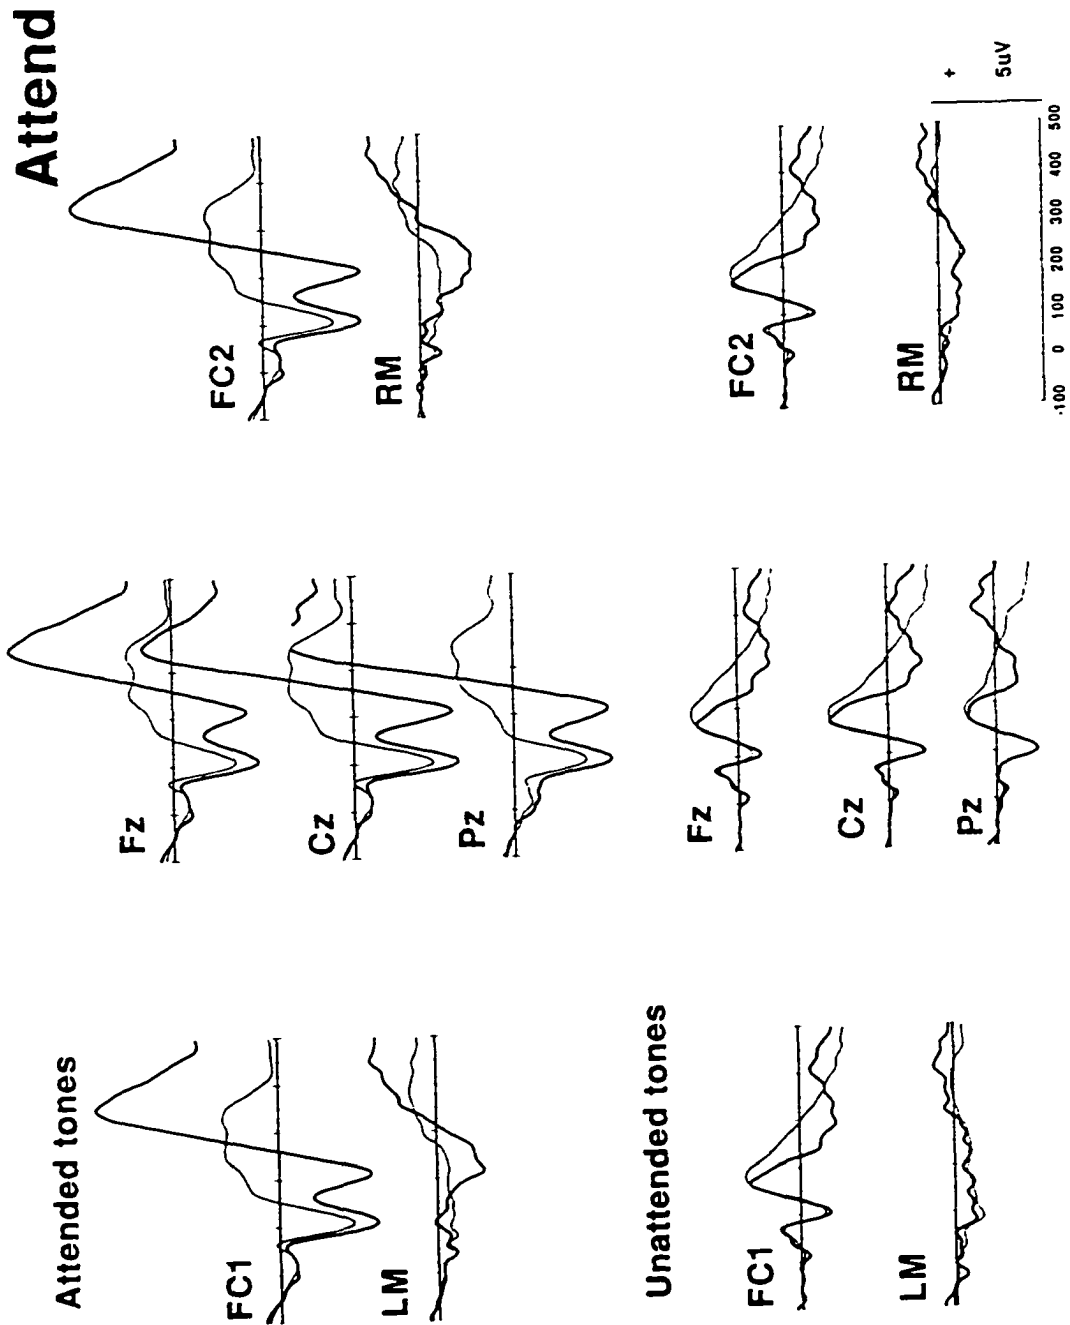 Attend
Attended tones
FC1
Fz
FC2
Cz
LM
Pz
RM
Unattended tones
FC1
Fz
FC2
Cz
LM
Pz
RM
+
5uV
-100 0 100 200 300 400 500